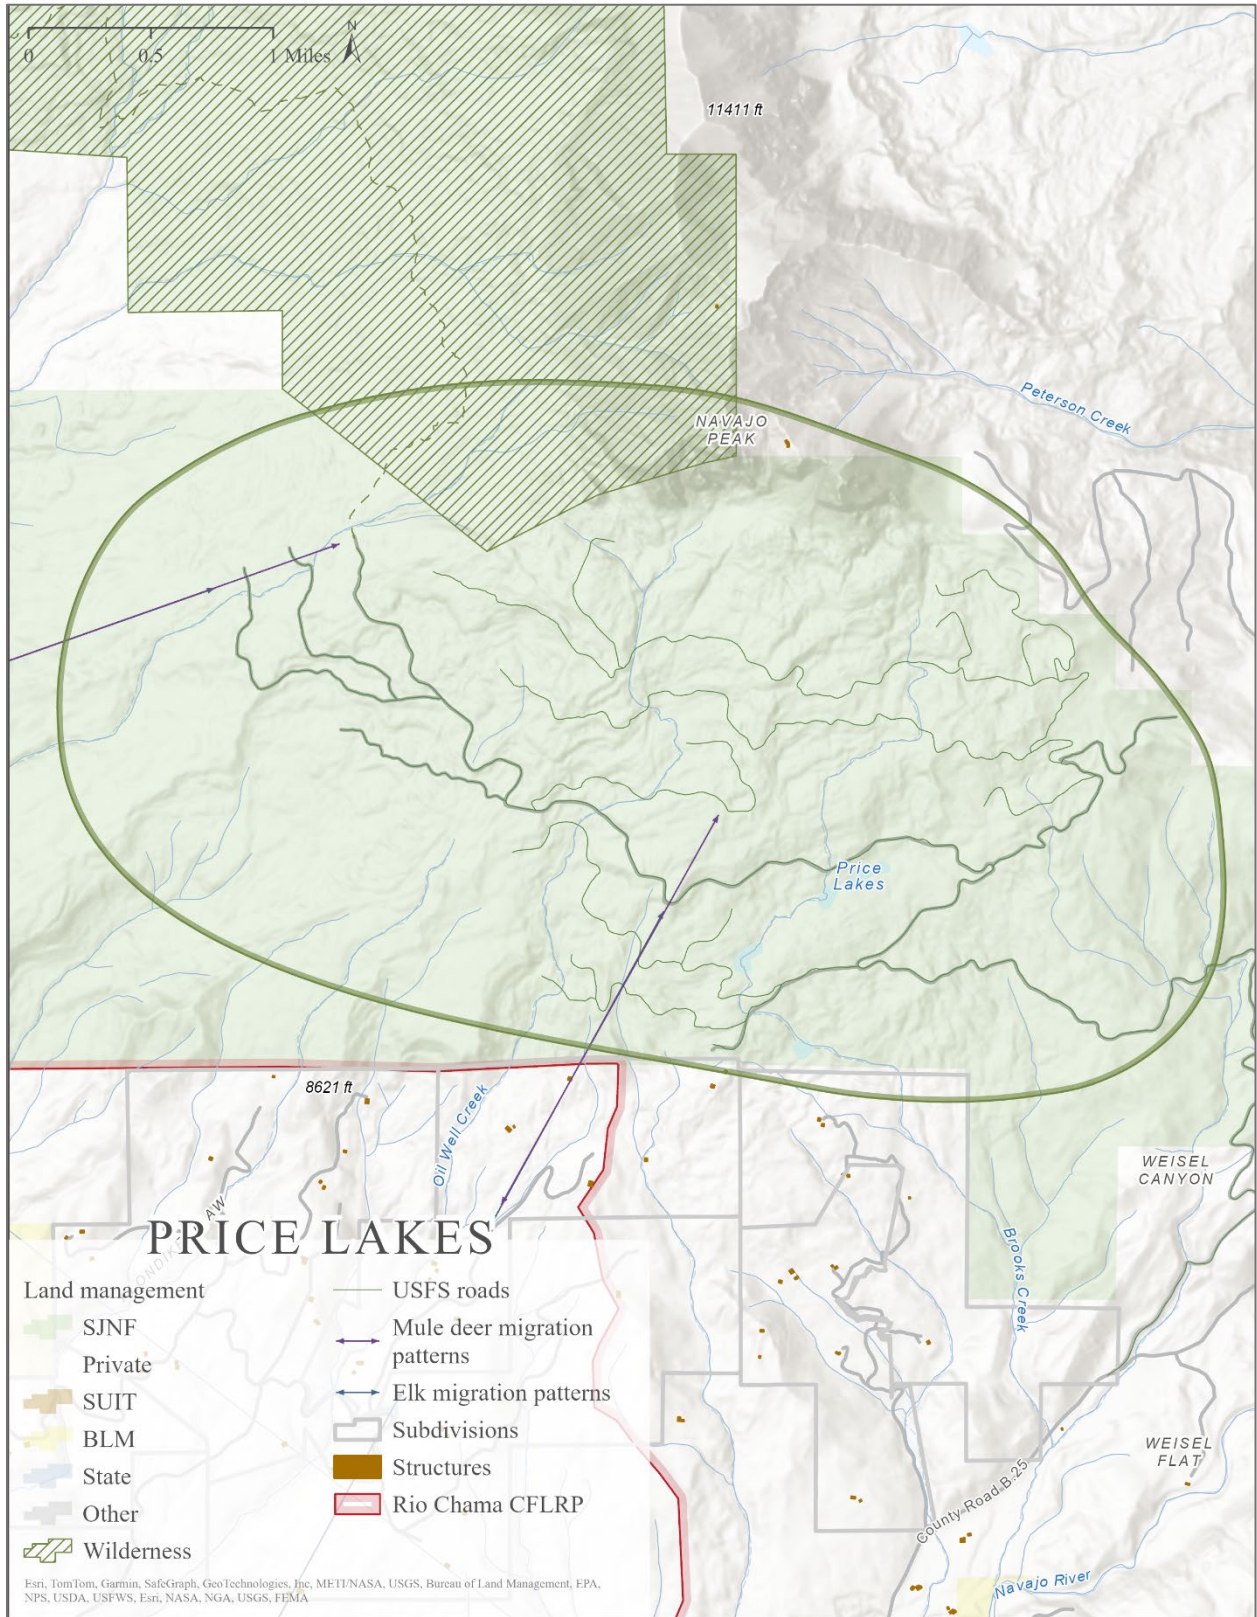 N
0 0.5 1 Miles
11411 ft
Peterson Creek
NAVAJO
PEAK
Price
Lakes
8621 ft
Oil Well Creek
WEISEL
CANYON
Brooks Creek
WEISEL
FLAT
County Road B.25
Navajo River
PRICE LAKES
Land management
SJNF
Private
SUIT
BLM
State
Other
Wilderness
USFS roads
Mule deer migration
patterns
Elk migration patterns
Subdivisions
Structures
Rio Chama CFLRP
Esri, TomTom, Garmin, SafeGraph, GeoTechnologies, Inc, METI/NASA, USGS, Bureau of Land Management, EPA,
NPS, USDA, USFWS, Esri, NASA, NGA, USGS, FEMA